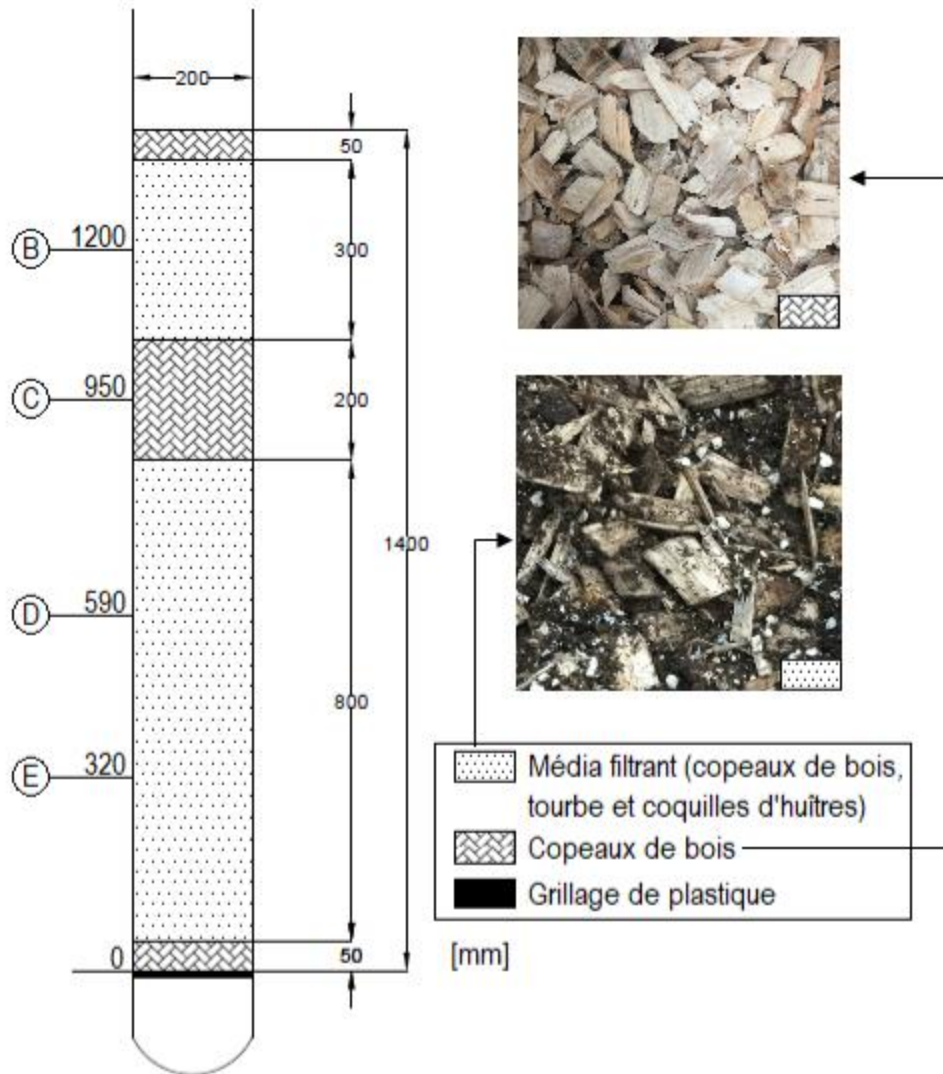 200
50
B 1200
300
C 950
200
1400
D 590
800
E 320
Média filtrant (copeaux de bois,
tourbe et coquilles d'huîtres)
Copeaux de bois
Grillage de plastique
0
50
[mm]